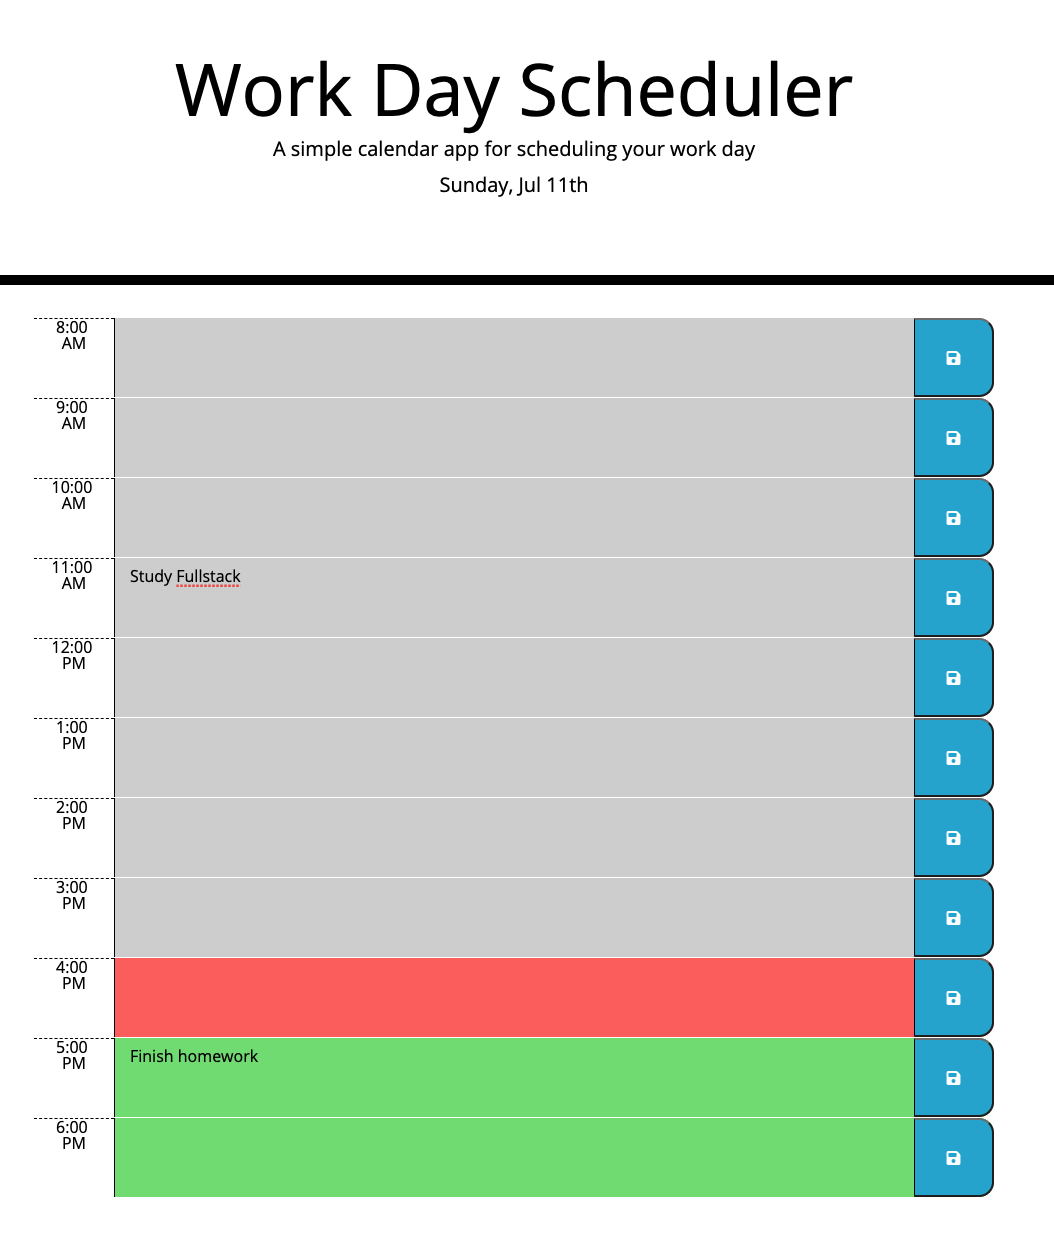 Work Day Scheduler
A simple calendar app for scheduling your work day
Sunday, Jul 11th
8:00
AM
9:00
AM
10:00
AM
11:00
AM
Study Fullstack
12:00
PM
1:00
PM
2:00
PM
3:00
PM
4:00
PM
5:00
PM
Finish homework
6:00
PM